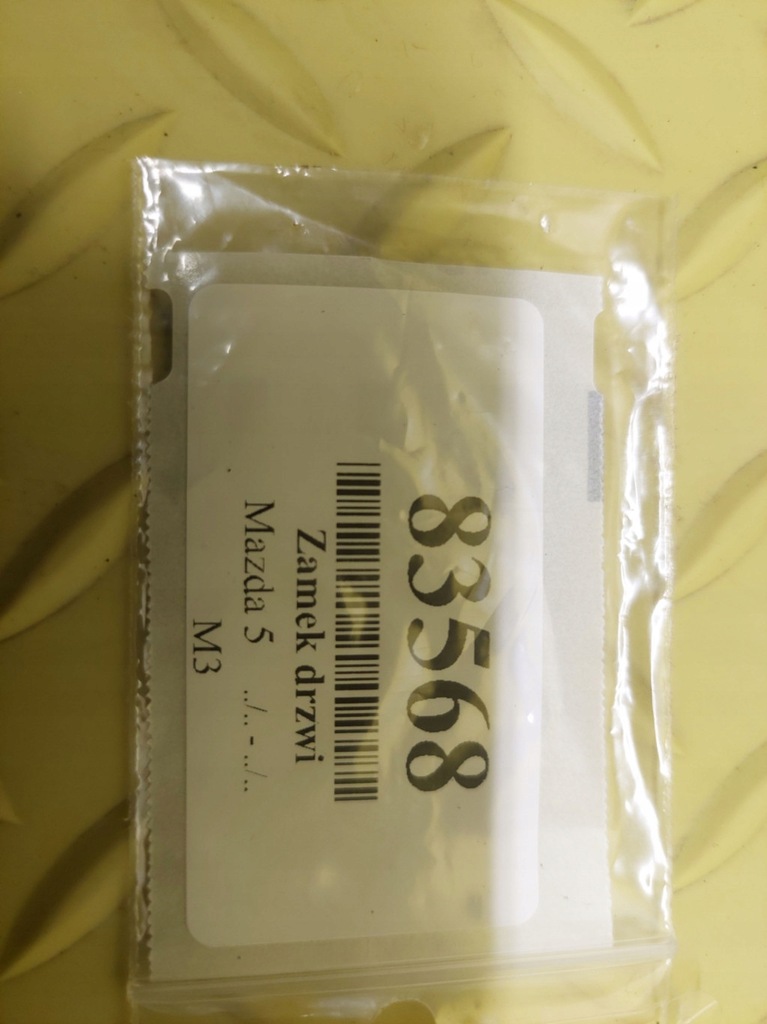 83568
Zamek drzwi
Mazda 5 ../.. - ../..
M3